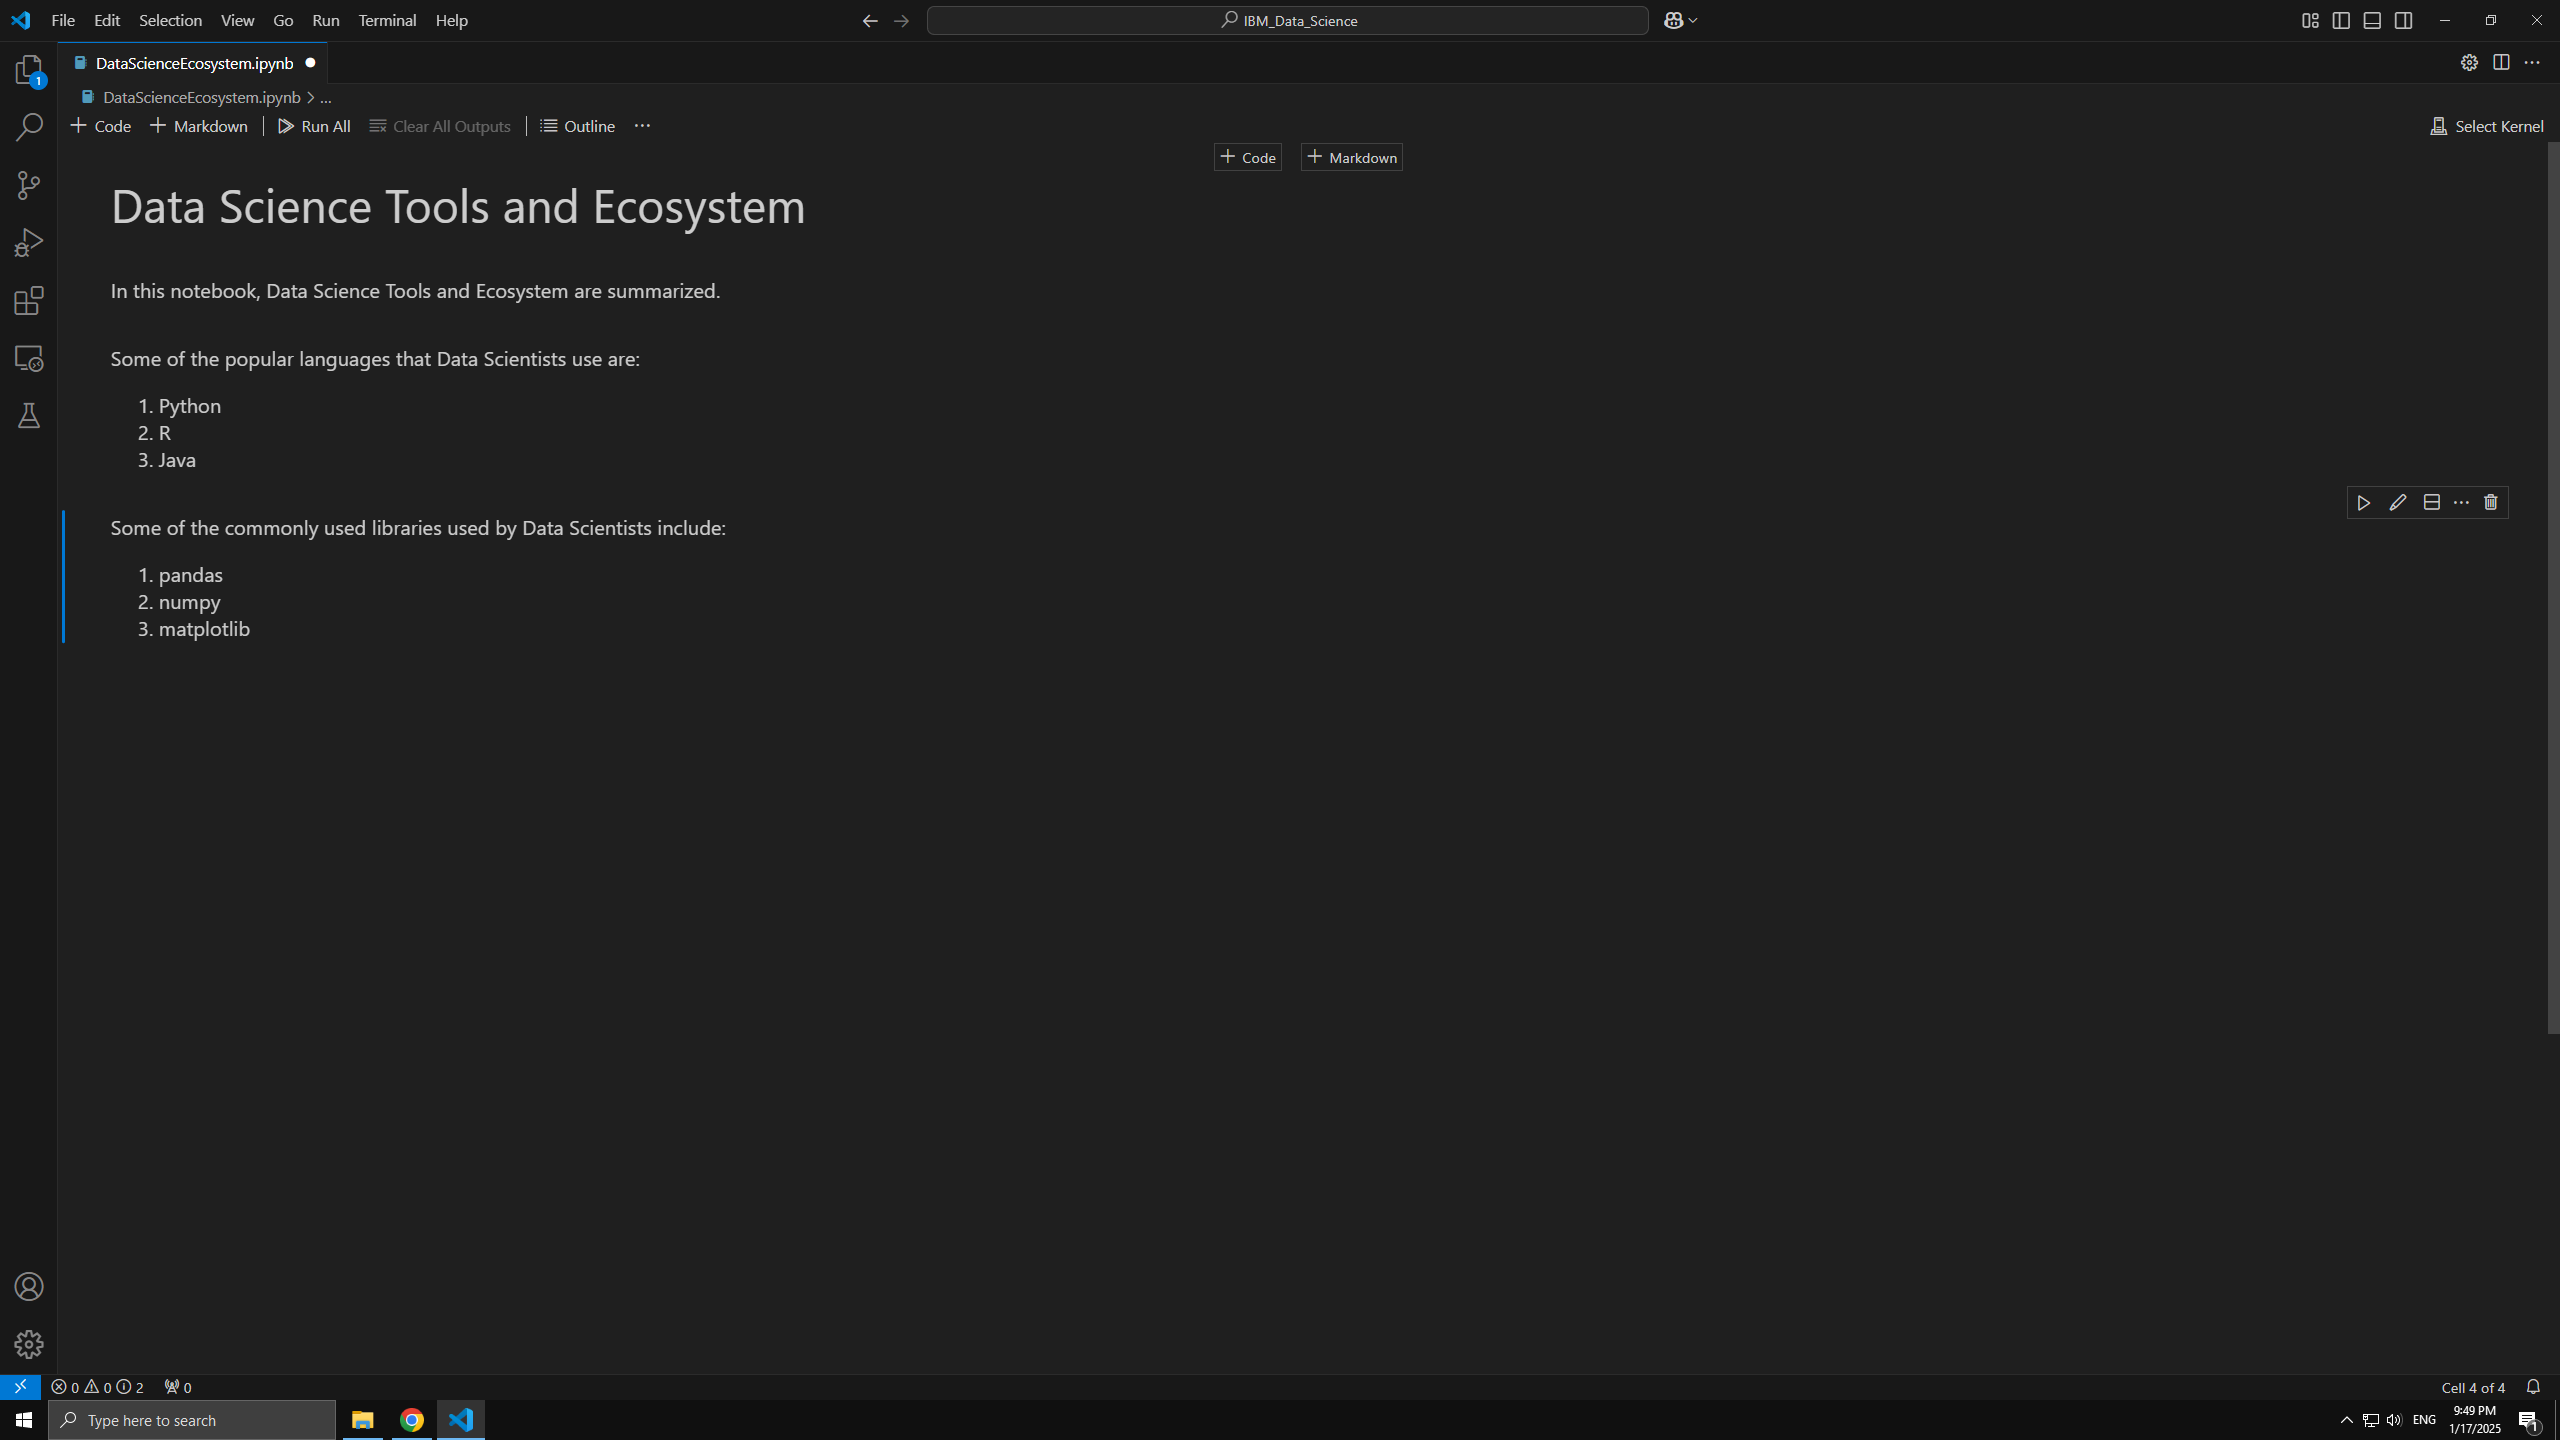 File Edit Selection View Go Run Terminal Help
IBM_Data_Science
1
DataScienceEcosystem.ipynb
DataScienceEcosystem.ipynb > ...
Code Markdown Run All Clear All Outputs Outline ...
Select Kernel
Code Markdown
Data Science Tools and Ecosystem
In this notebook, Data Science Tools and Ecosystem are summarized.
Some of the popular languages that Data Scientists use are:
1. Python
2. R
3. Java
Some of the commonly used libraries used by Data Scientists include:
1. pandas
2. numpy
3. matplotlib
0 0 2 0
Cell 4 of 4
Type here to search
ENG
9:49 PM
1/17/2025
1